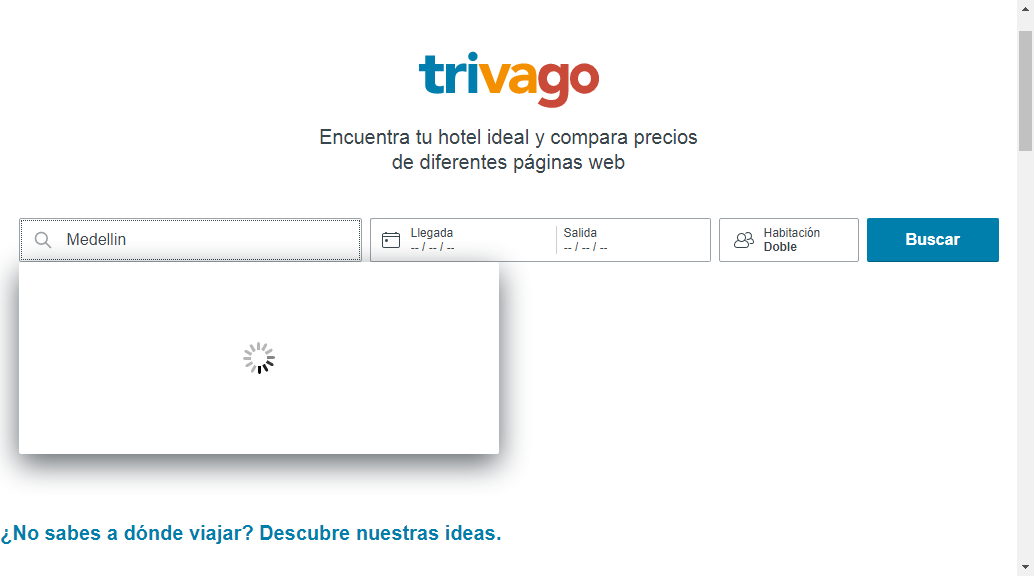 trivago
Encuentra tu hotel ideal y compara precios
de diferentes páginas web
Medellin
Llegada
-- / -- / --
Salida
-- / -- / --
Habitación
Doble
Buscar
¿No sabes a dónde viajar? Descubre nuestras ideas.